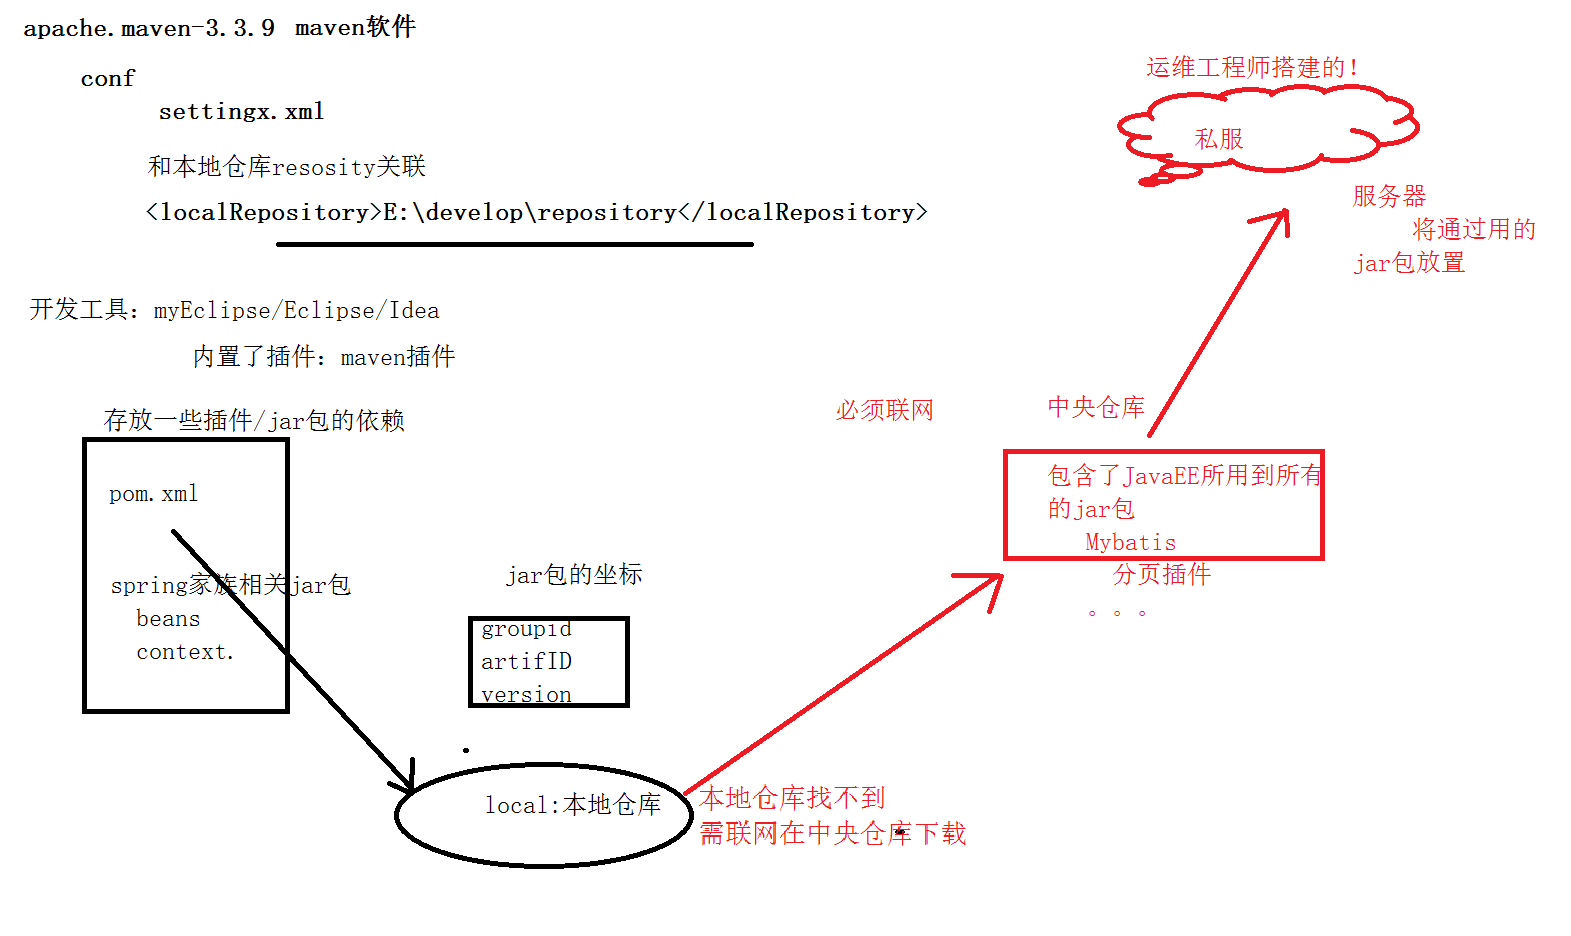 apache.maven-3.3.9 maven软件
conf
settingx.xml
和本地仓库resosity关联
<localRepository>E:\develop\repository</localRepository>
开发工具：myEclipse/Eclipse/Idea
内置了插件：maven插件
存放一些插件/jar包的依赖
pom.xml
spring家族相关jar包
beans
context.
jar包的坐标
groupid
artifID
version
local:本地仓库
本地仓库找不到
需联网在中央仓库下载
必须联网
中央仓库
包含了JavaEE所用到所有
的jar包
Mybatis
分页插件
。。。
运维工程师搭建的！
私服
服务器
将通过用的
jar包放置